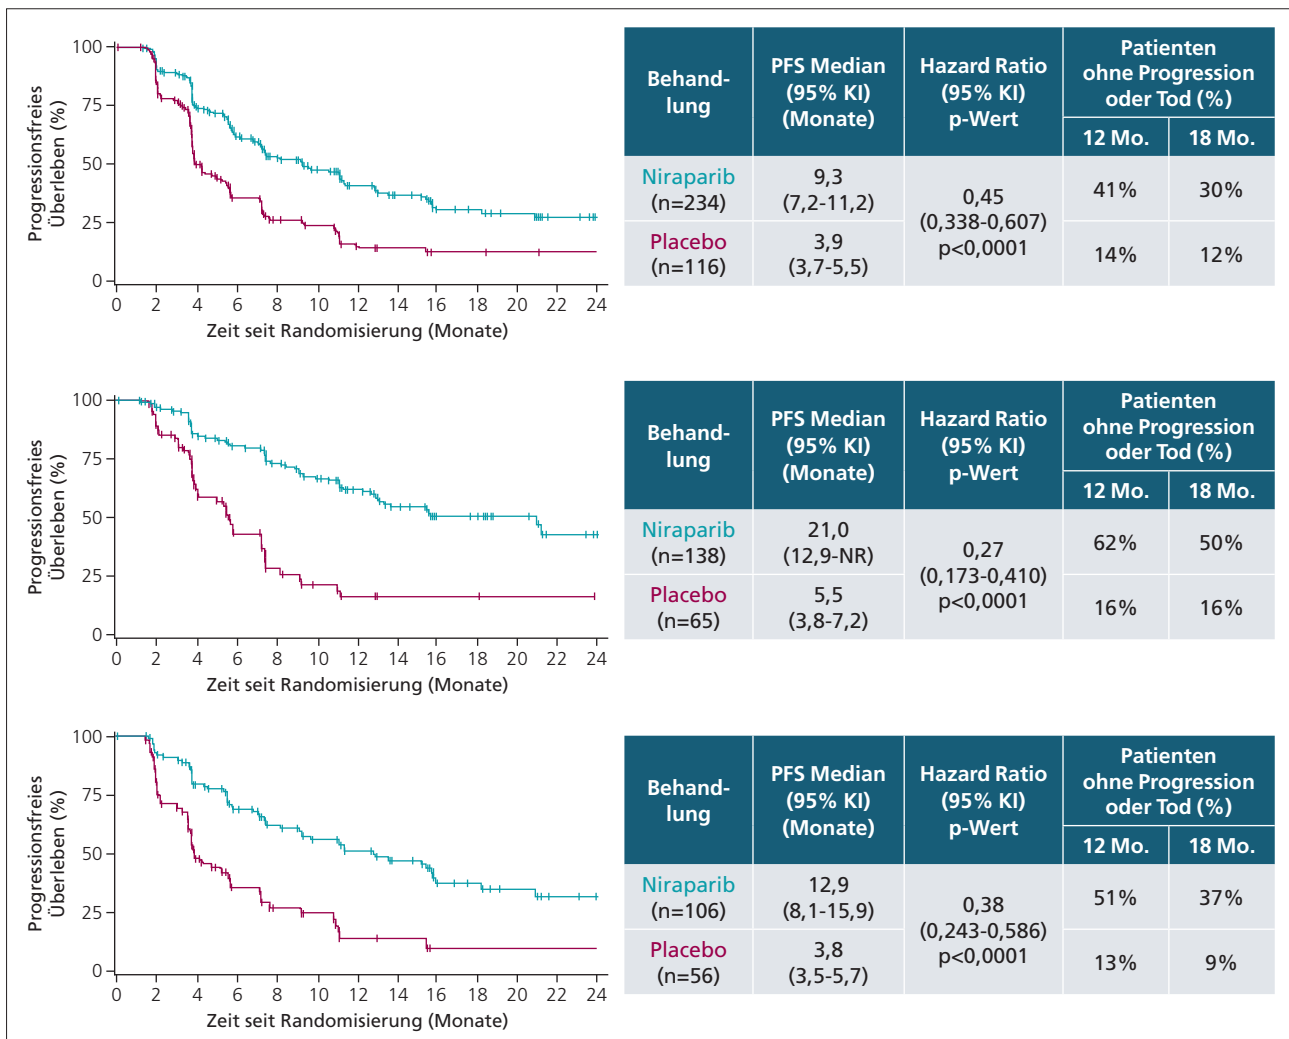 Progressionsfreies
Überleben (%)
100
75
50
25
0
0 2 4 6 8 10 12 14 16 18 20 22 24
Zeit seit Randomisierung (Monate)
Behand-
lung
PFS Median
(95% KI)
(Monate)
Hazard Ratio
(95% KI)
p-Wert
Patienten
ohne Progression
oder Tod (%)
12 Mo. 18 Mo.
Niraparib
(n=234)
9,3
(7,2-11,2)
0,45
(0,338-0,607)
p<0,0001
41% 30%
Placebo
(n=116)
3,9
(3,7-5,5)
14% 12%
Progressionsfreies
Überleben (%)
100
75
50
25
0
0 2 4 6 8 10 12 14 16 18 20 22 24
Zeit seit Randomisierung (Monate)
Behand-
lung
PFS Median
(95% KI)
(Monate)
Hazard Ratio
(95% KI)
p-Wert
Patienten
ohne Progression
oder Tod (%)
12 Mo. 18 Mo.
Niraparib
(n=138)
21,0
(12,9-NR)
0,27
(0,173-0,410)
p<0,0001
62% 50%
Placebo
(n=65)
5,5
(3,8-7,2)
16% 16%
Progressionsfreies
Überleben (%)
100
75
50
25
0
0 2 4 6 8 10 12 14 16 18 20 22 24
Zeit seit Randomisierung (Monate)
Behand-
lung
PFS Median
(95% KI)
(Monate)
Hazard Ratio
(95% KI)
p-Wert
Patienten
ohne Progression
oder Tod (%)
12 Mo. 18 Mo.
Niraparib
(n=106)
12,9
(8,1-15,9)
0,38
(0,243-0,586)
p<0,0001
51% 37%
Placebo
(n=56)
3,8
(3,5-5,7)
13% 9%